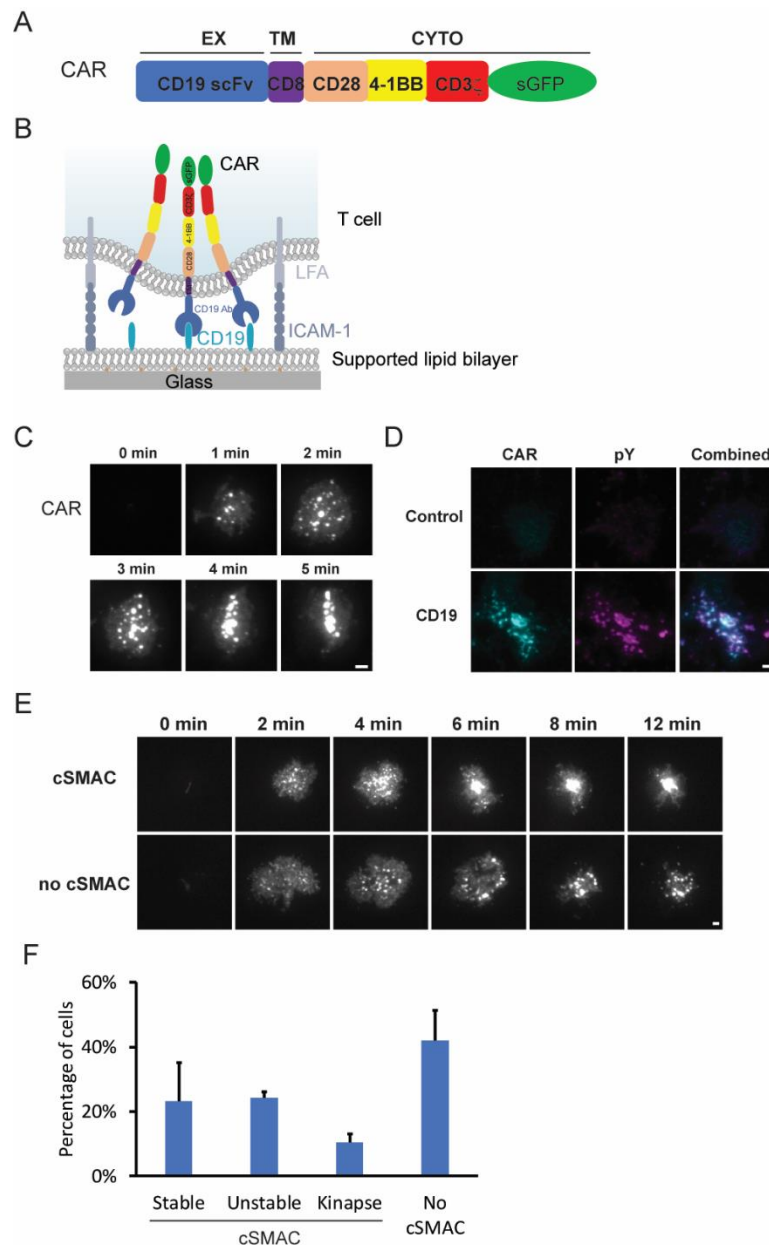 A
EX TM CYTO
CAR CD19 scFv CD8 CD28 4-1BB CD3ζ sGFP
B
CAR
sGFP
CD3ζ
4-1BB
CD28
T cell
LFA
CD19 Ab
CD19
ICAM-1
Supported lipid bilayer
Glass
C
0 min 1 min 2 min
CAR
3 min 4 min 5 min
D
CAR pY Combined
Control
CD19
E
0 min 2 min 4 min 6 min 8 min 12 min
cSMAC
no cSMAC
F
Percentage of cells
60%
40%
20%
0%
Stable Unstable Kinapse No
cSMAC
cSMAC